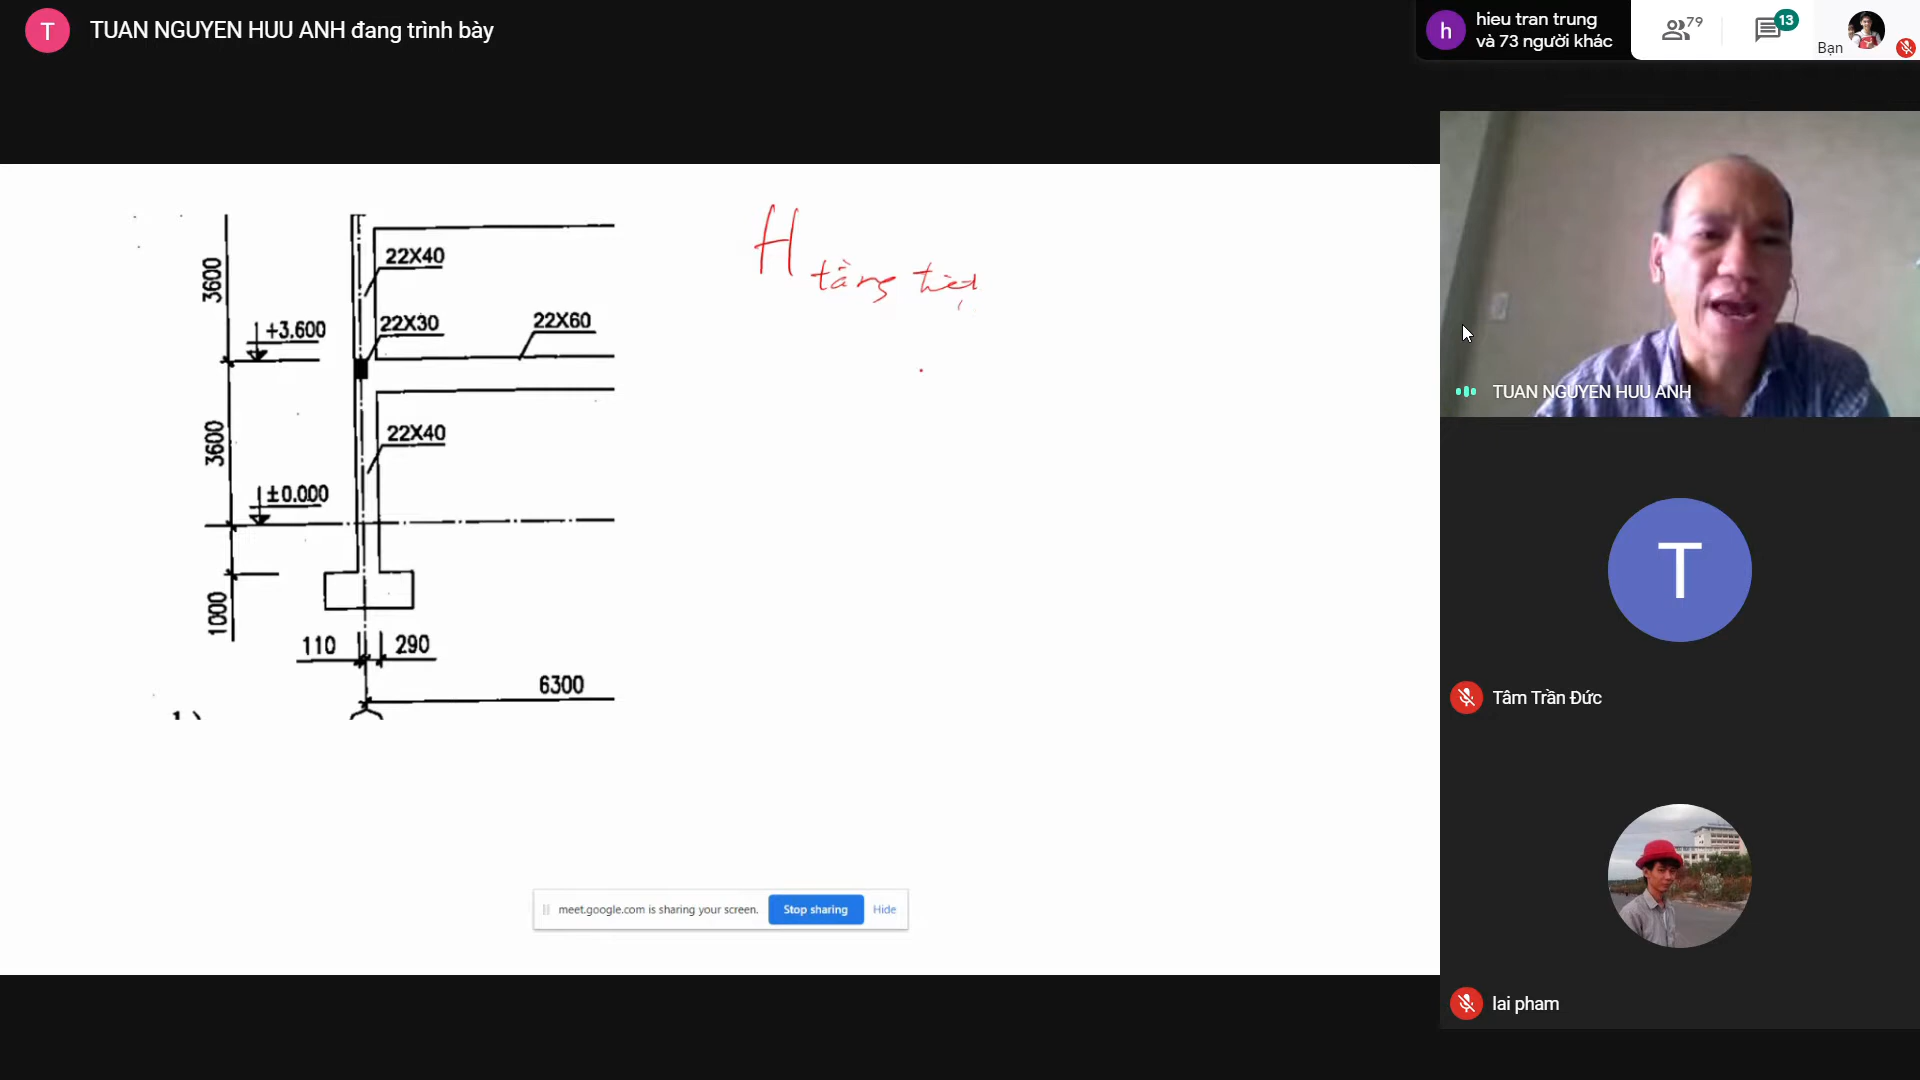 T
TUAN NGUYEN HUU ANH đang trình bày
h
hieu tran trung
và 73 người khác
79
13
Bạn
3600
22X40
+3.600
22X30
22X60
3600
22X40
±0.000
1000
110
290
6300
H tầng
meet.google.com is sharing your screen.
Stop sharing
Hide
TUAN NGUYEN HUU ANH
T
Tâm Trần Đức
lai pham